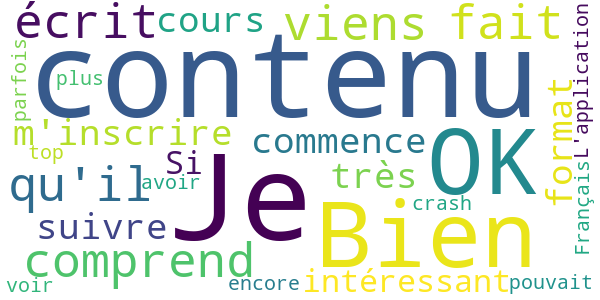 écrit cours viens fait
contenu
parfois
plus
m'inscrire commence OK format
L'application
top
qu'il avoir Si Je très
Français
suivre Bien crash
comprend
voir encore intéressant pouvait